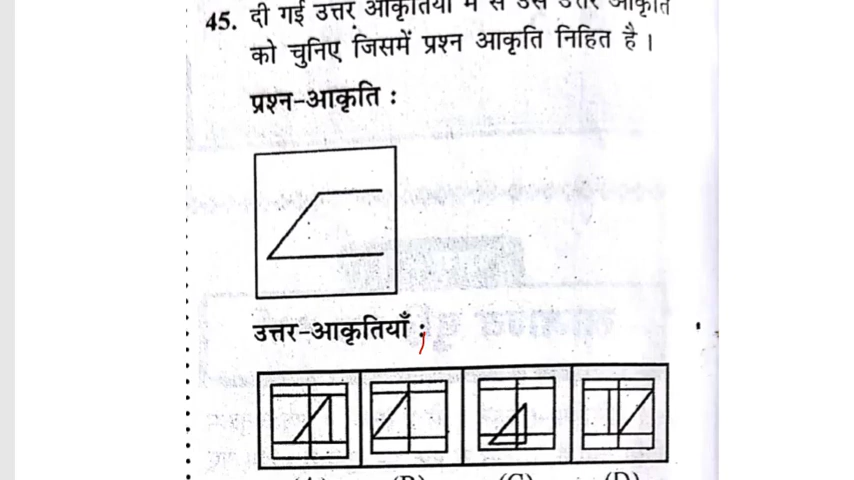 45. दी गई उत्तर आकृतियों में से उस उत्तर आकृति
को चुनिए जिसमें प्रश्न आकृति निहित है।
प्रश्न-आकृति :
उत्तर-आकृतियाँ :